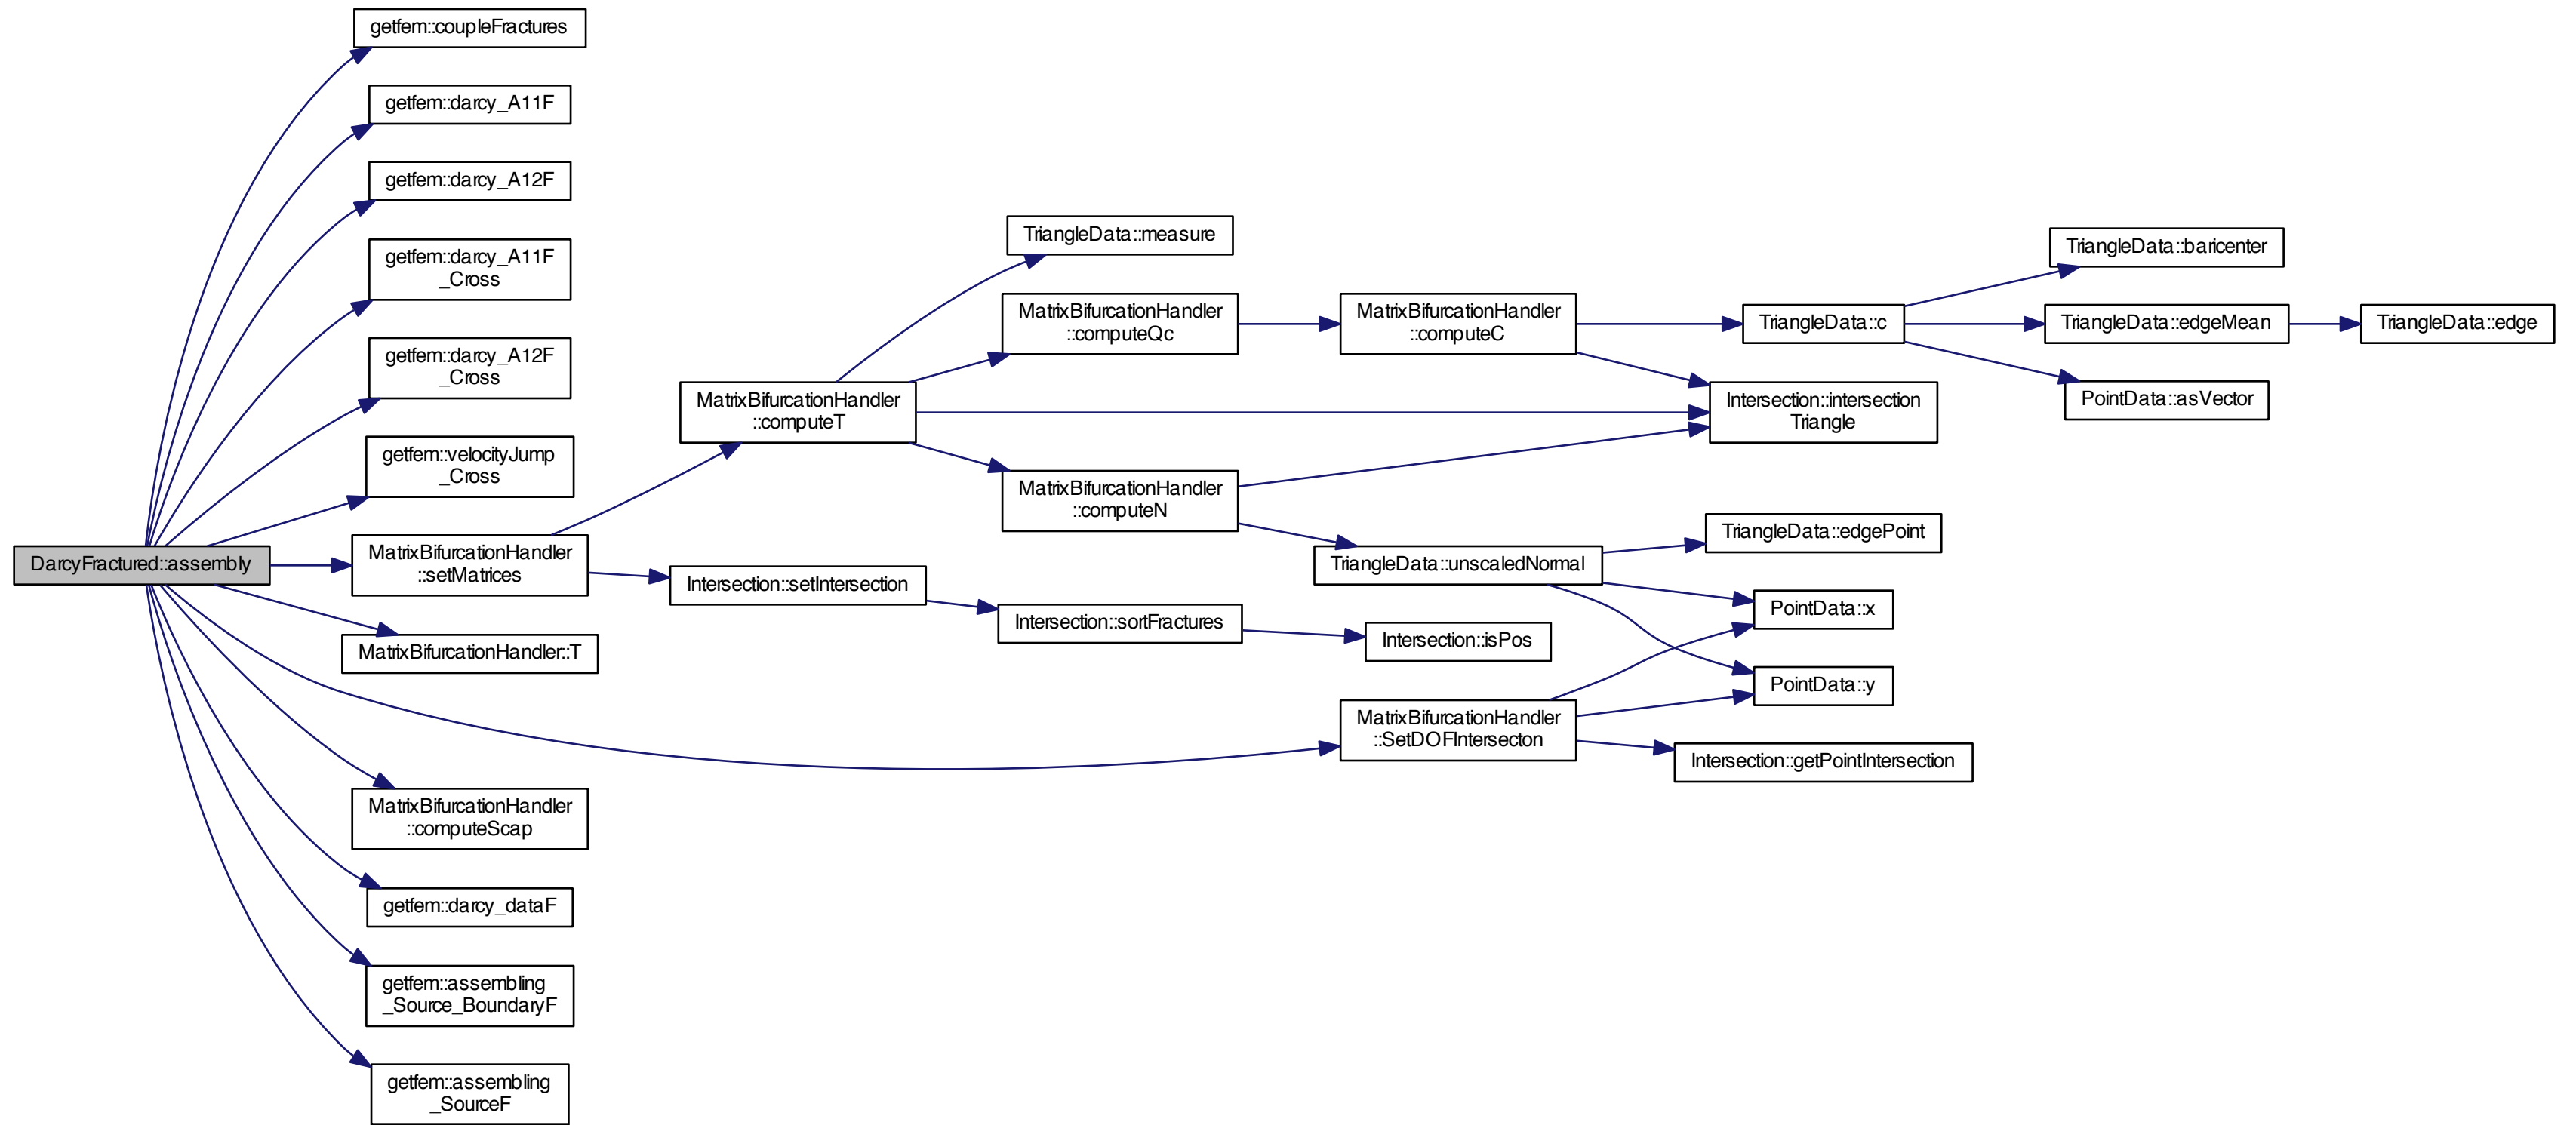 getfem::coupleFractures
getfem::darcy_A11F
getfem::darcy_A12F
getfem::darcy_A11F
_Cross
getfem::darcy_A12F
_Cross
getfem::velocityJump
_Cross
DarcyFractured::assembly
MatrixBifurcationHandler
::setMatrices
MatrixBifurcationHandler::T
MatrixBifurcationHandler
::computeScap
getfem::darcy_dataF
getfem::assembling
_Source_BoundaryF
getfem::assembling
_SourceF
MatrixBifurcationHandler
::computeT
Intersection::setIntersection
TriangleData::measure
MatrixBifurcationHandler
::computeQc
MatrixBifurcationHandler
::computeN
Intersection::sortFractures
MatrixBifurcationHandler
::computeC
TriangleData::unscaledNormal
Intersection::isPos
MatrixBifurcationHandler
::SetDOFIntersecton
TriangleData::c
Intersection::intersection
Triangle
TriangleData::edgePoint
PointData::x
PointData::y
Intersection::getPointIntersection
TriangleData::baricenter
TriangleData::edgeMean
PointData::asVector
TriangleData::edge